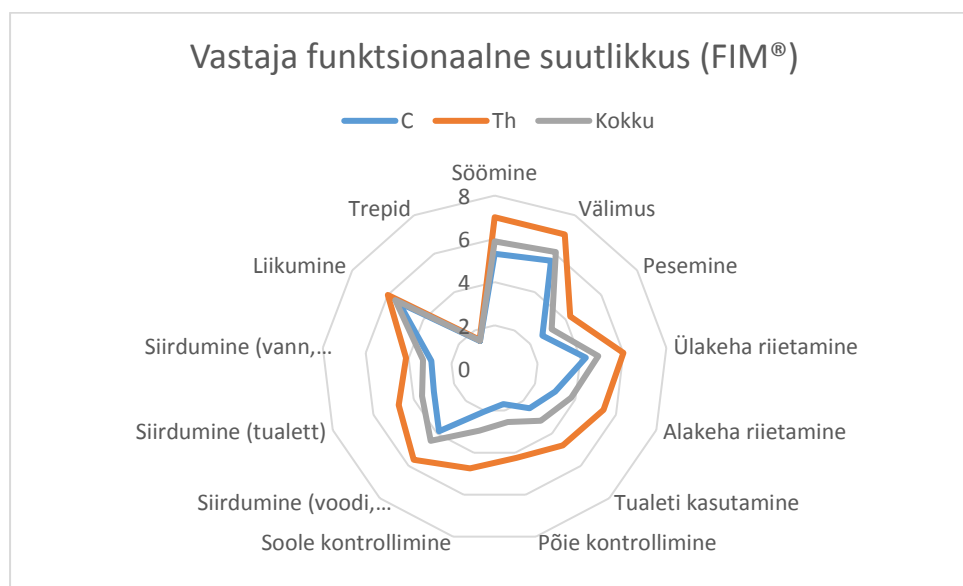 Vastaja funktsionaalne suutlikkus (FIM®)
C Th Kokku
Söömine
Välimus
Pesemine
Ülakeha riietamine
Alakeha riietamine
Tualeti kasutamine
Põie kontrollimine
Soole kontrollimine
Siirdumine (voodi,...
Siirdumine (tualett)
Siirdumine (vann,...
Liikumine
Trepid
8
6
4
2
0